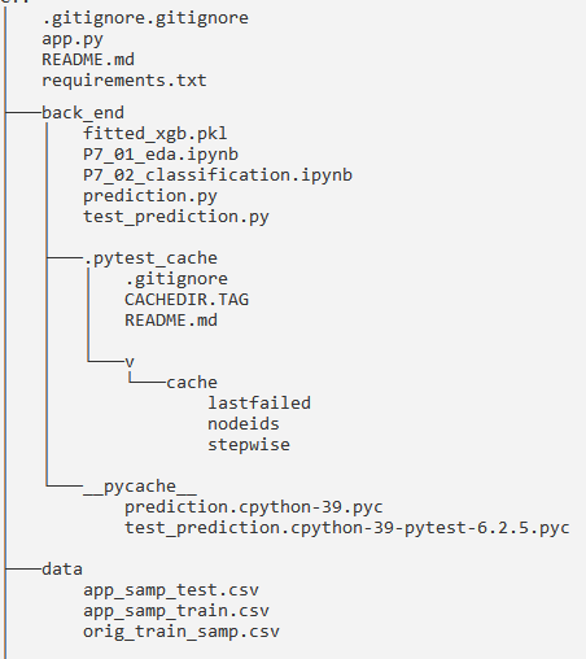 .gitignore.gitignore
app.py
README.md
requirements.txt
back_end
fitted_xgb.pkl
P7_01_eda.ipynb
P7_02_classification.ipynb
prediction.py
test_prediction.py
.pytest_cache
.gitignore
CACHEDIR.TAG
README.md
v
cache
lastfailed
nodeids
stepwise
__pycache__
prediction.cpython-39.pyc
test_prediction.cpython-39-pytest-6.2.5.pyc
data
app_samp_test.csv
app_samp_train.csv
orig_train_samp.csv